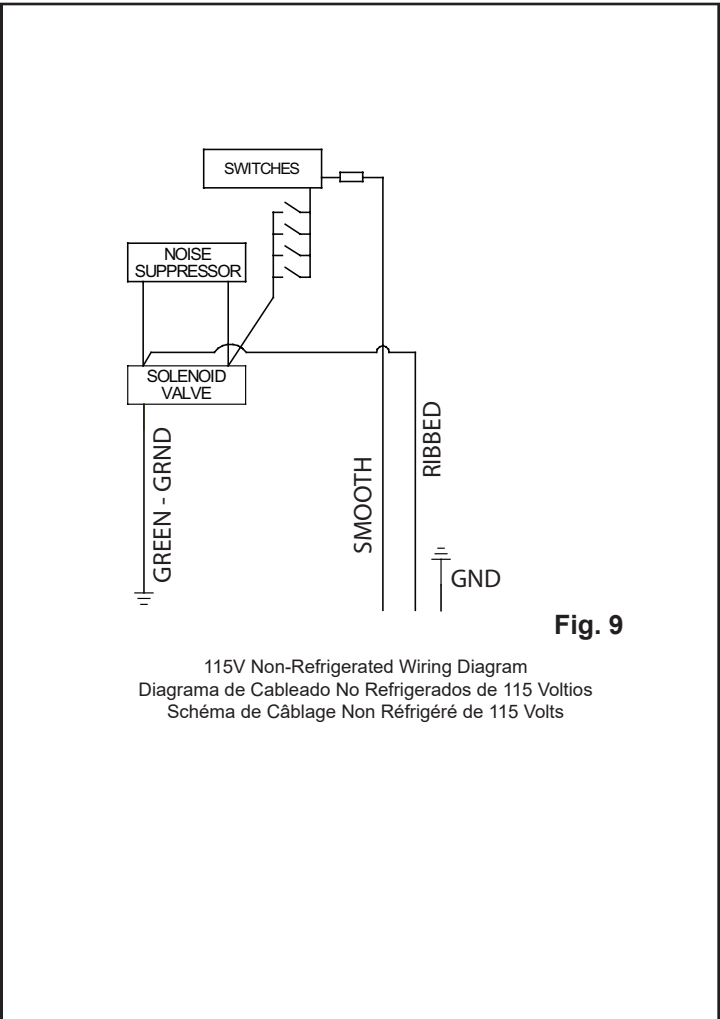 SWITCHES
NOISE
SUPPRESSOR
SOLENOID
VALVE
GREEN - GRND
SMOOTH
RIBBED
GND
Fig. 9
115V Non-Refrigerated Wiring Diagram
Diagrama de Cableado No Refrigerados de 115 Voltios
Schéma de Câblage Non Réfrigéré de 115 Volts